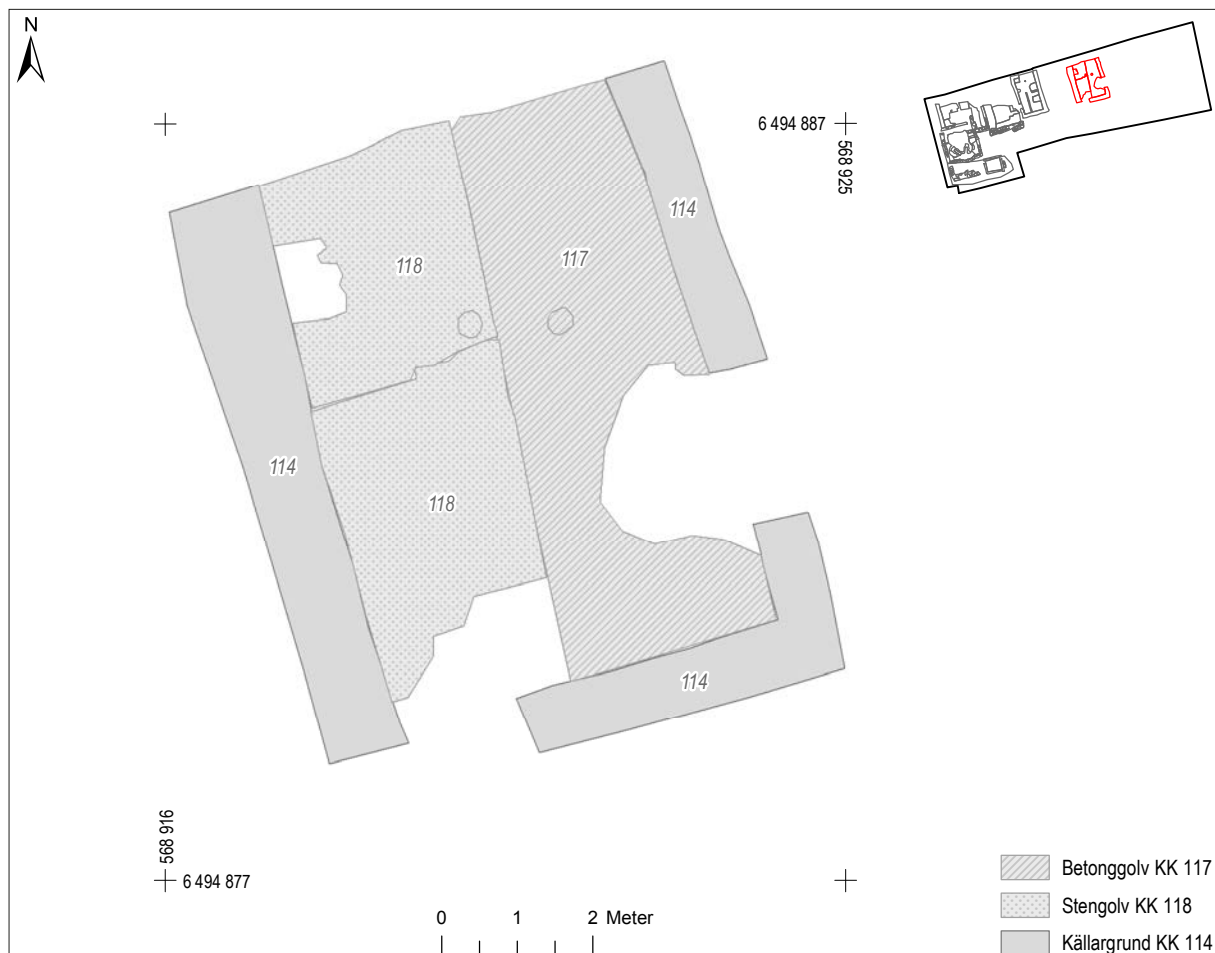 N
6 494 887
568 925
114
118
117
114
118
114
568 916
6 494 877
0 1 2 Meter
Betonggolv KK 117
Stengolv KK 118
Källargrund KK 114